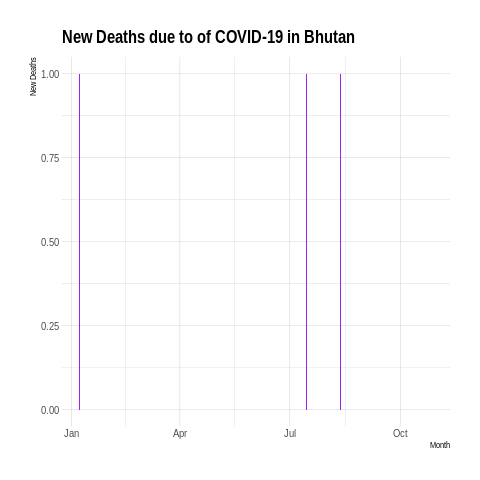 New Deaths due to of COVID-19 in Bhutan
New Deaths
1.00
0.75
0.50
0.25
0.00
Jan Apr Jul Oct
Month